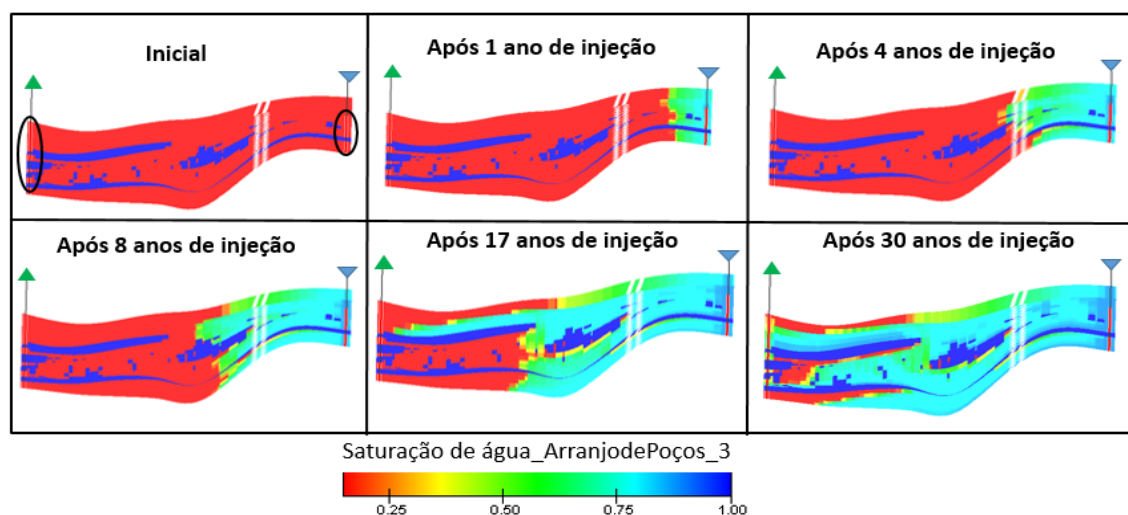 Inicial
Após 1 ano de injeção
Após 4 anos de injeção
Após 8 anos de injeção
Após 17 anos de injeção
Após 30 anos de injeção
Saturação de água_ArranjodePoços_3
0.25 0.50 0.75 1.00